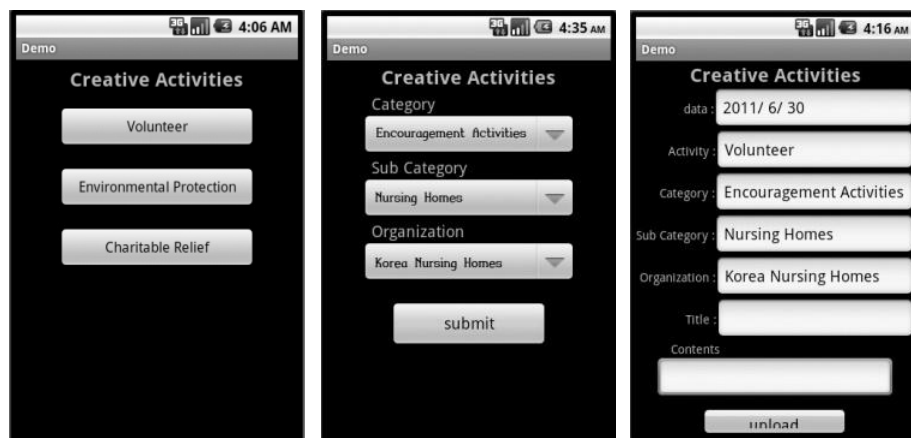 4:06 AM
Demo
Creative Activities
Volunteer
Environmental Protection
Charitable Relief
4:35 AM
Demo
Creative Activities
Category
Encouragement Activities
Sub Category
Nursing Homes
Organization
Korea Nursing Homes
submit
4:16 AM
Demo
Creative Activities
data : 2011/ 6/ 30
Activity : Volunteer
Category : Encouragement Activities
Sub Category : Nursing Homes
Organization : Korea Nursing Homes
Title :
Contents
upload